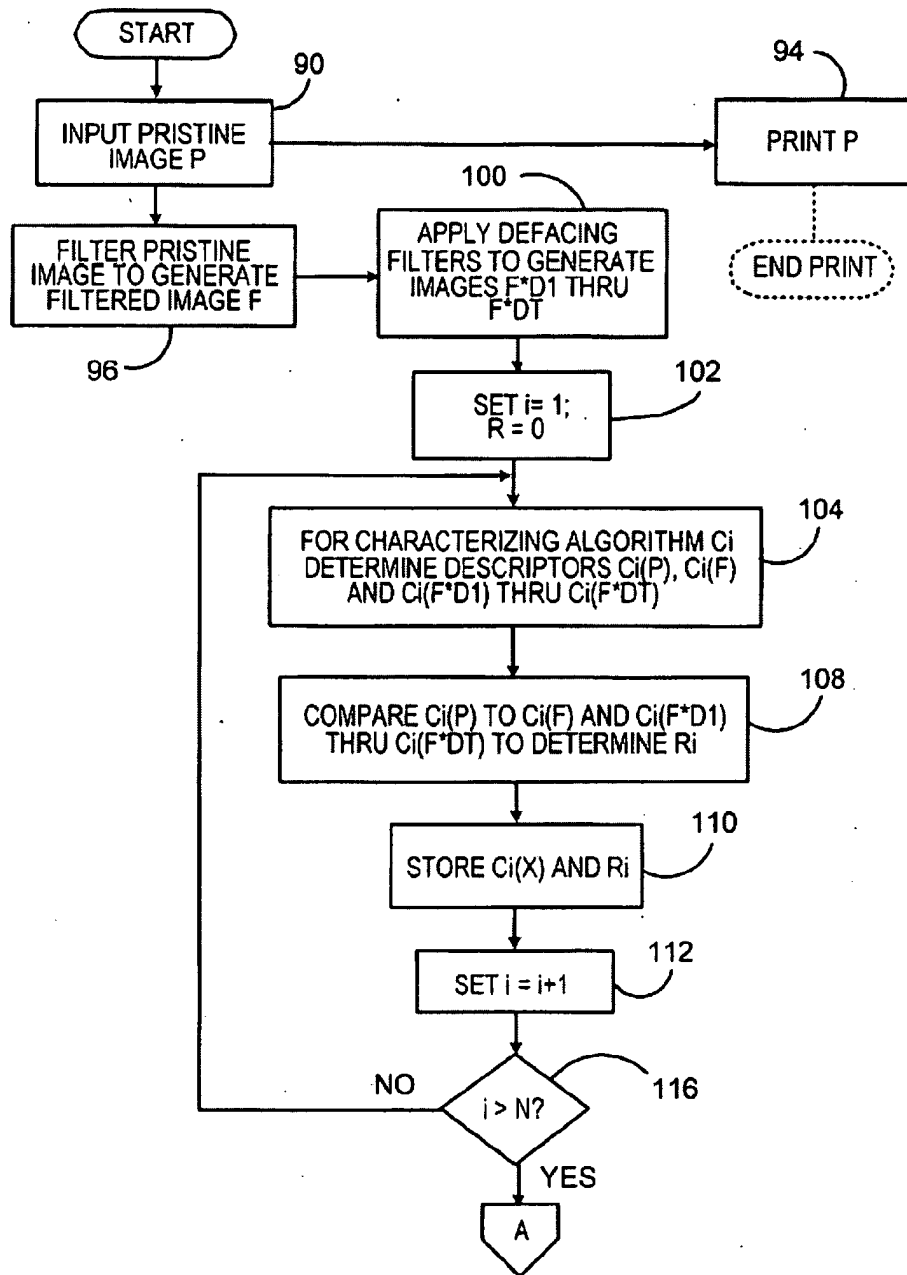 START
90
INPUT PRISTINE
IMAGE P
94
PRINT P
END PRINT
FILTER PRISTINE
IMAGE TO GENERATE
FILTERED IMAGE F
96
100
APPLY DEFACING
FILTERS TO GENERATE
IMAGES F*D1 THRU
F*DT
102
SET i= 1;
R = 0
104
FOR CHARACTERIZING ALGORITHM Ci
DETERMINE DESCRIPTORS Ci(P), Ci(F)
AND Ci(F*D1) THRU Ci(F*DT)
108
COMPARE Ci(P) TO Ci(F) AND Ci(F*D1)
THRU Ci(F*DT) TO DETERMINE Ri
110
STORE Ci(X) AND Ri
112
SET i = i+1
116
i > N?
NO
YES
A